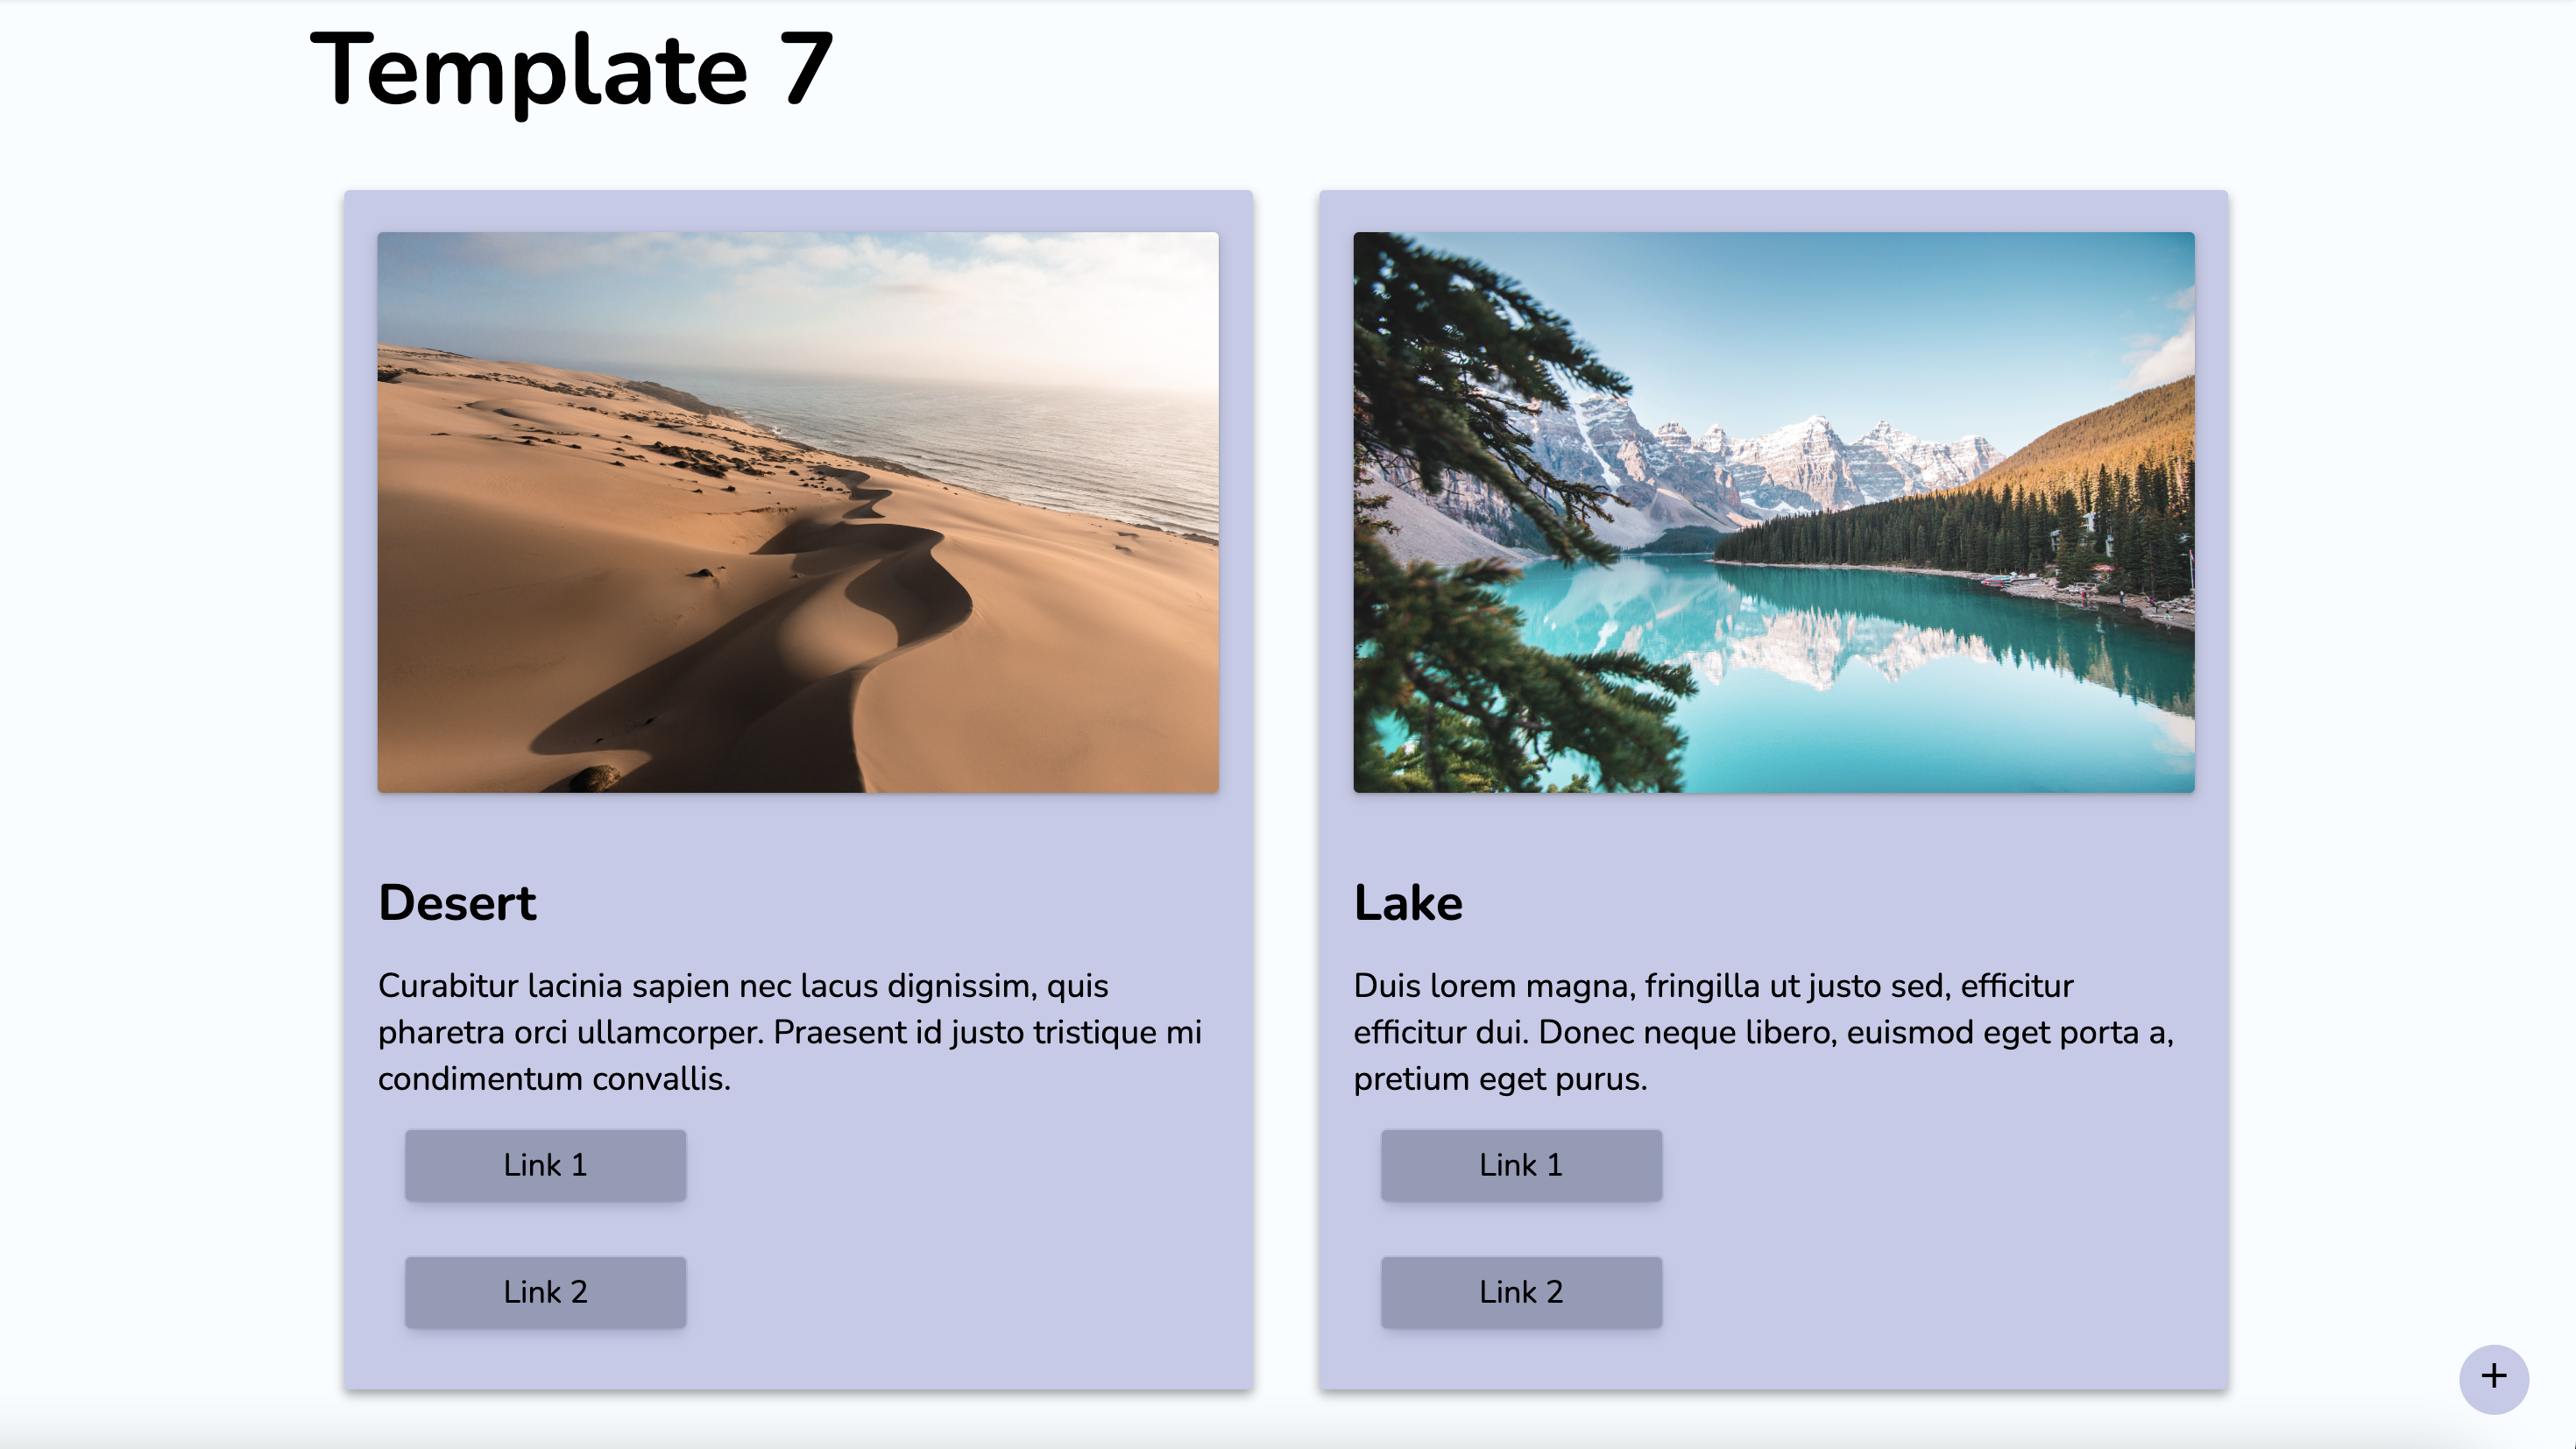 Template 7
Desert
Curabitur lacinia sapien nec lacus dignissim, quis
pharetra orci ullamcorper. Praesent id justo tristique mi
condimentum convallis.
Link 1
Link 2
Lake
Duis lorem magna, fringilla ut justo sed, efficitur
efficitur dui. Donec neque libero, euismod eget porta a,
pretium eget purus.
Link 1
Link 2
+